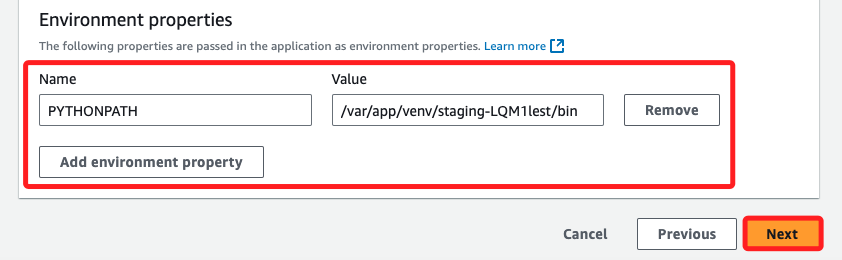 Environment properties
The following properties are passed in the application as environment properties. Learn more
Name Value
PYTHONPATH /var/app/venv/staging-LQM1lest/bin Remove
Add environment property
Cancel Previous Next